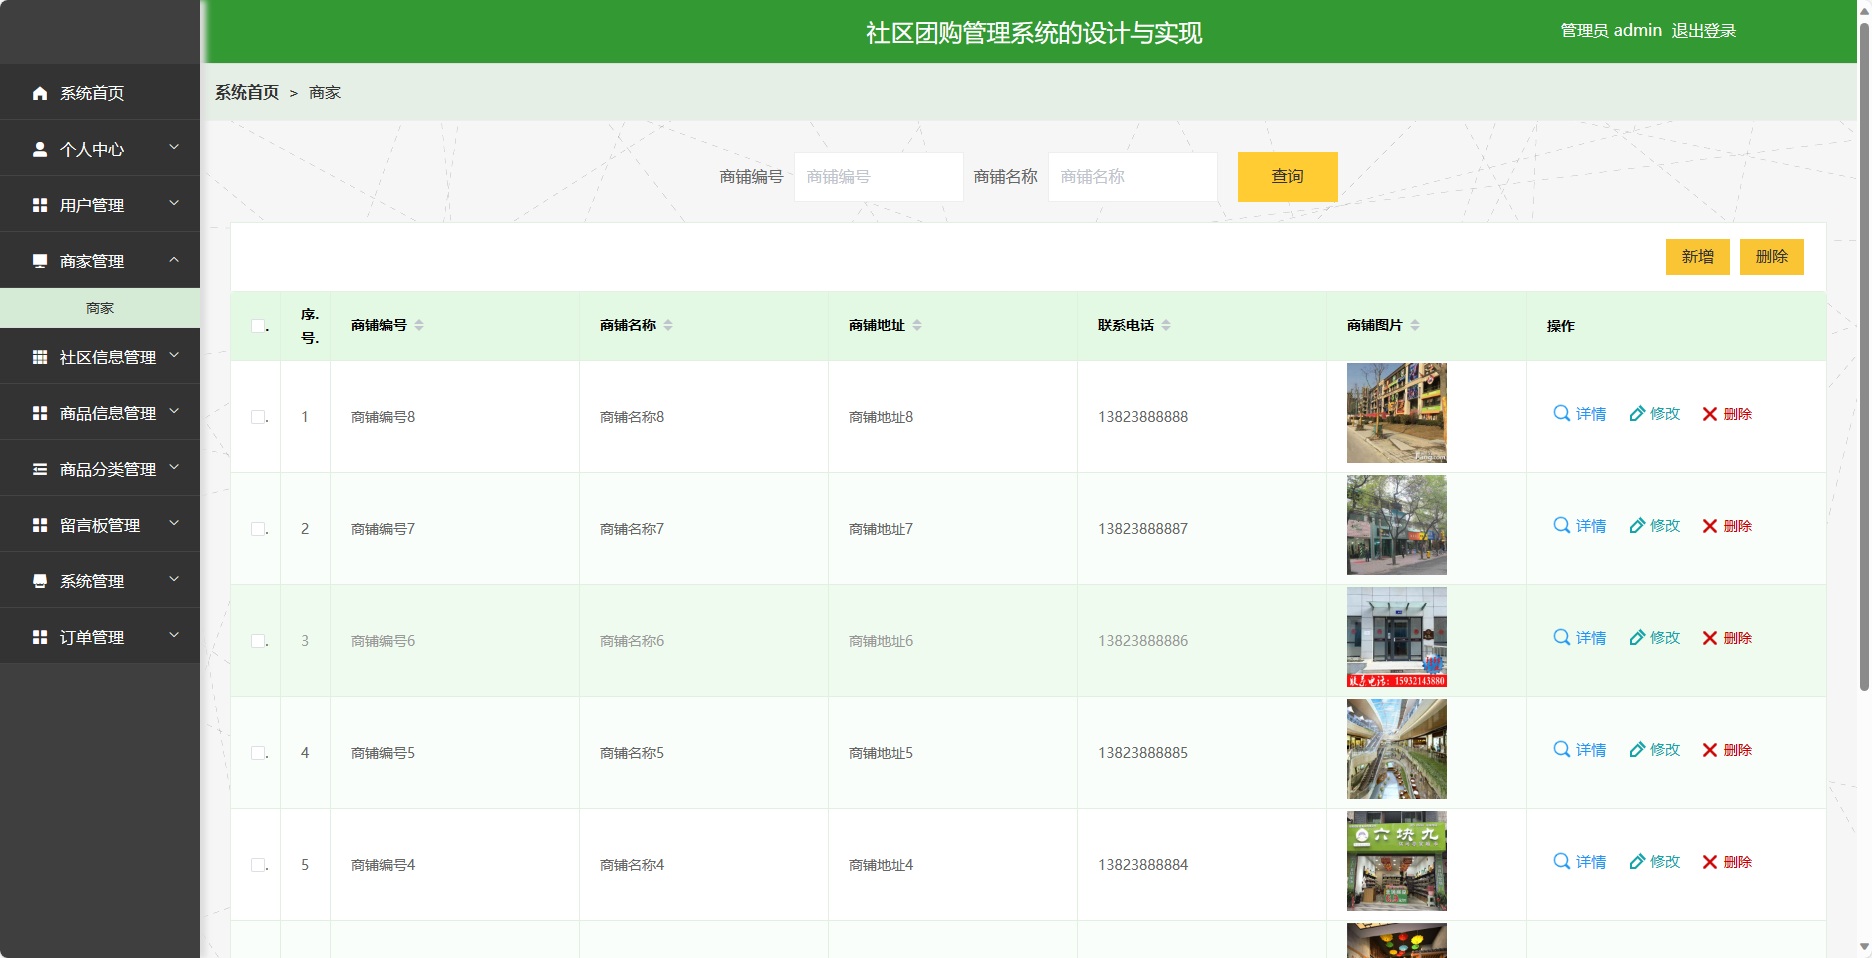 社区团购管理系统的设计与实现
管理员 admin 退出登录
系统首页
个人中心
用户管理
商家管理
商家
社区信息管理
商品信息管理
商品分类管理
留言板管理
系统管理
订单管理
系统首页 > 商家
商铺编号 商铺编号 商铺名称 商铺名称 查询
新增 删除
序. 号. 商铺编号 商铺名称 商铺地址 联系电话 商铺图片 操作
1 商铺编号8 商铺名称8 商铺地址8 13823888888 详情 修改 删除
2 商铺编号7 商铺名称7 商铺地址7 13823888887 详情 修改 删除
3 商铺编号6 商铺名称6 商铺地址6 13823888886 详情 修改 删除
联系电话: 15932143880
4 商铺编号5 商铺名称5 商铺地址5 13823888885 详情 修改 删除
5 商铺编号4 商铺名称4 商铺地址4 13823888884 详情 修改 删除
六块九